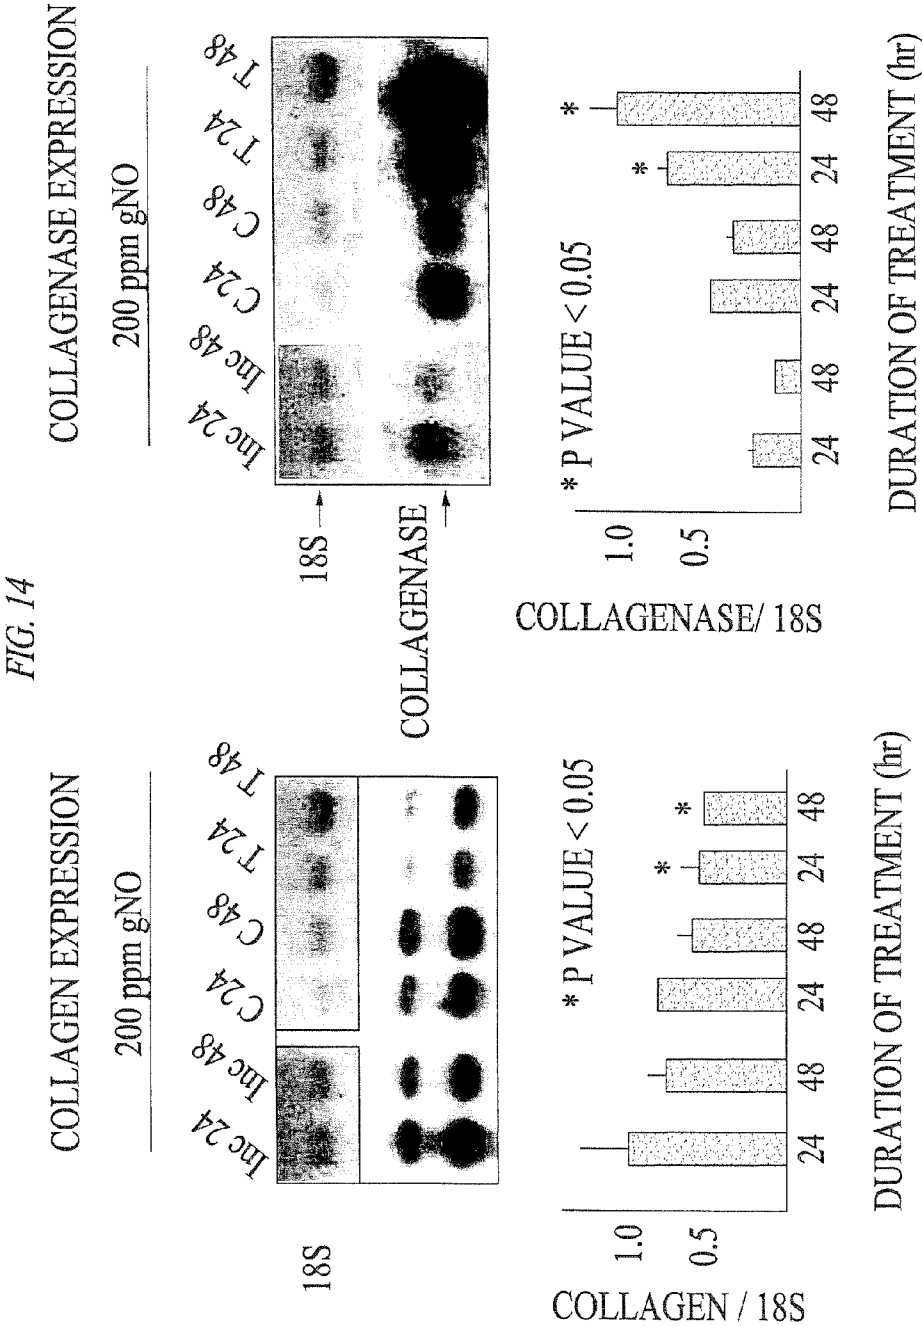 FIG. 14
COLLAGEN EXPRESSION
200 ppm gNO
Inc 24 Inc 48 C 24 C 48 T 24 T 48
18S
* P VALUE < 0.05
* *
1.0
0.5
COLLAGEN / 18S
24 48 24 48 24 48
DURATION OF TREATMENT (hr)
COLLAGENASE EXPRESSION
200 ppm gNO
Inc 24 Inc 48 C 24 C 48 T 24 T 48
18S
COLLAGENASE
* P VALUE < 0.05
* *
1.0
0.5
COLLAGENASE/ 18S
24 48 24 48 24 48
DURATION OF TREATMENT (hr)